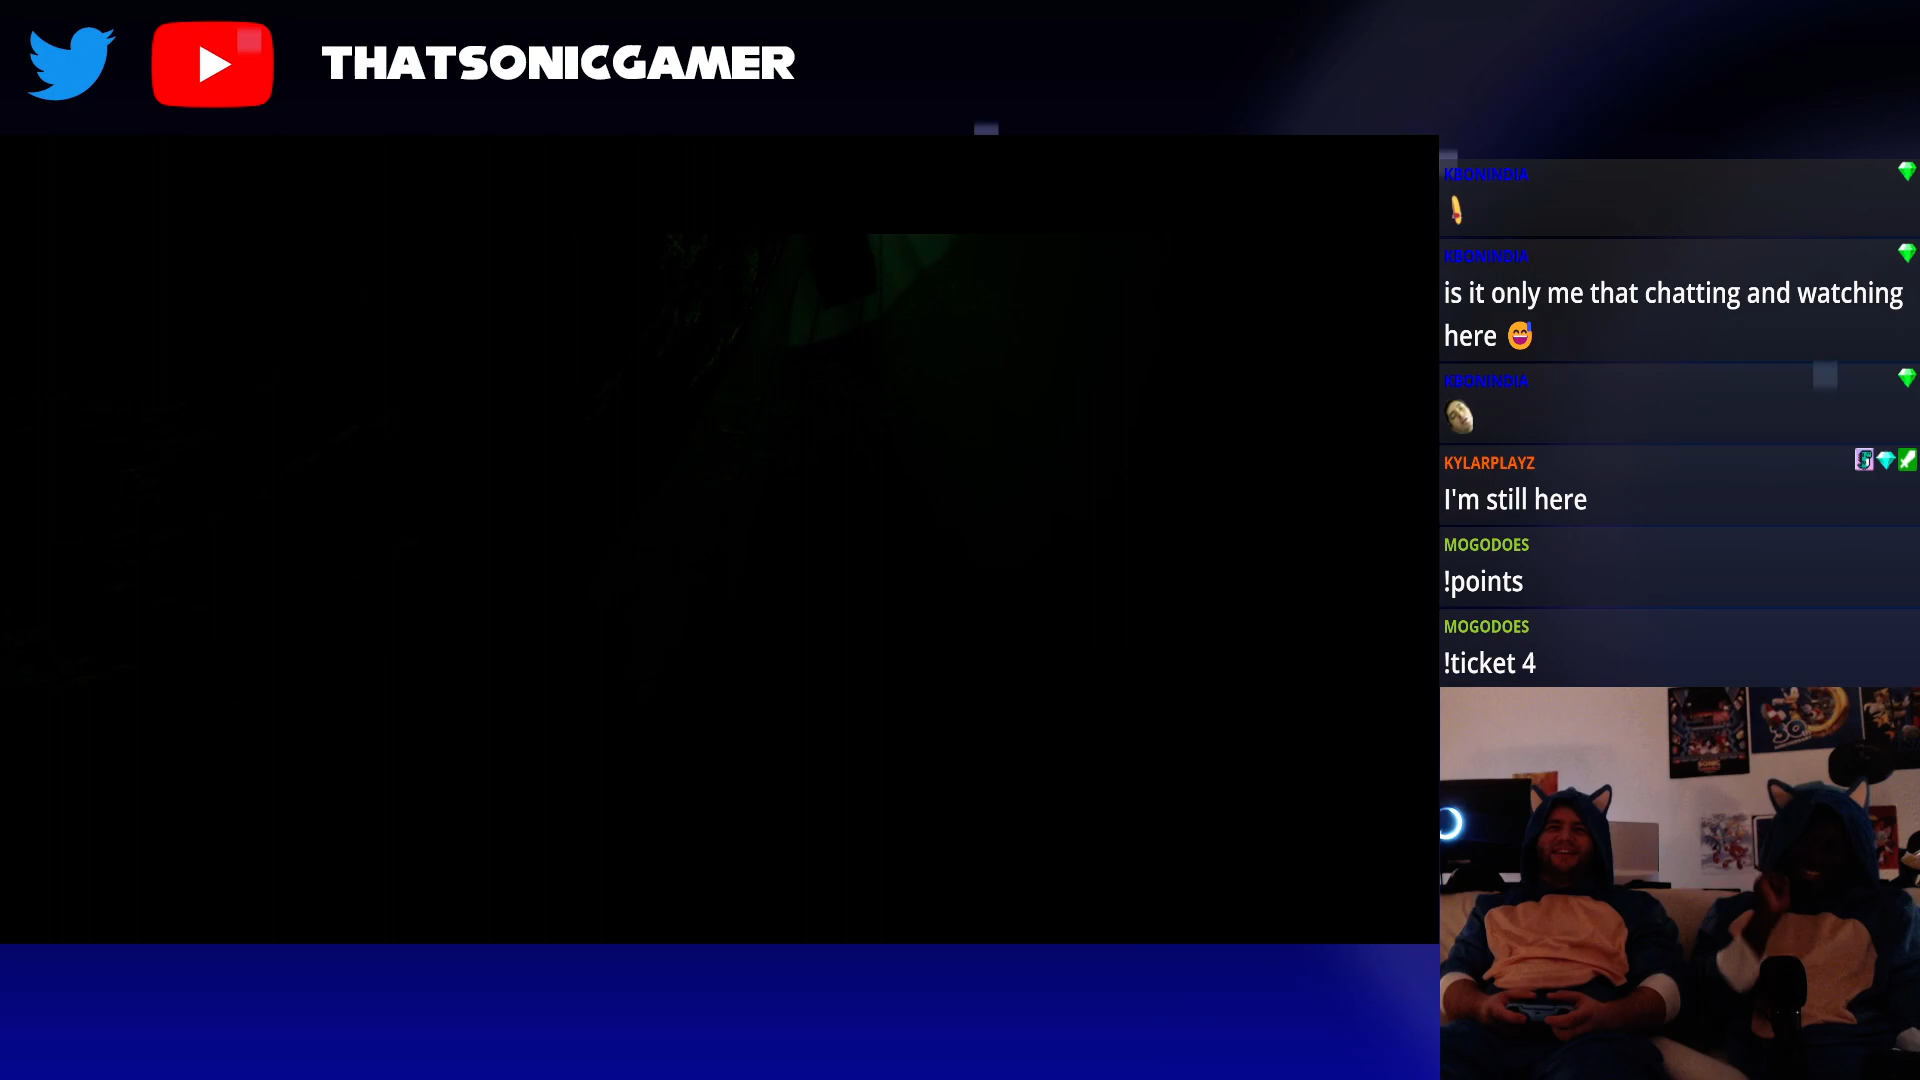 THATSONICGAMER
KBONINDIA
KBONINDIA
is it only me that chatting and watching
here
KBONINDIA
KYLARPLAYZ
I'm still here
MOGODOES
!points
MOGODOES
!ticket 4